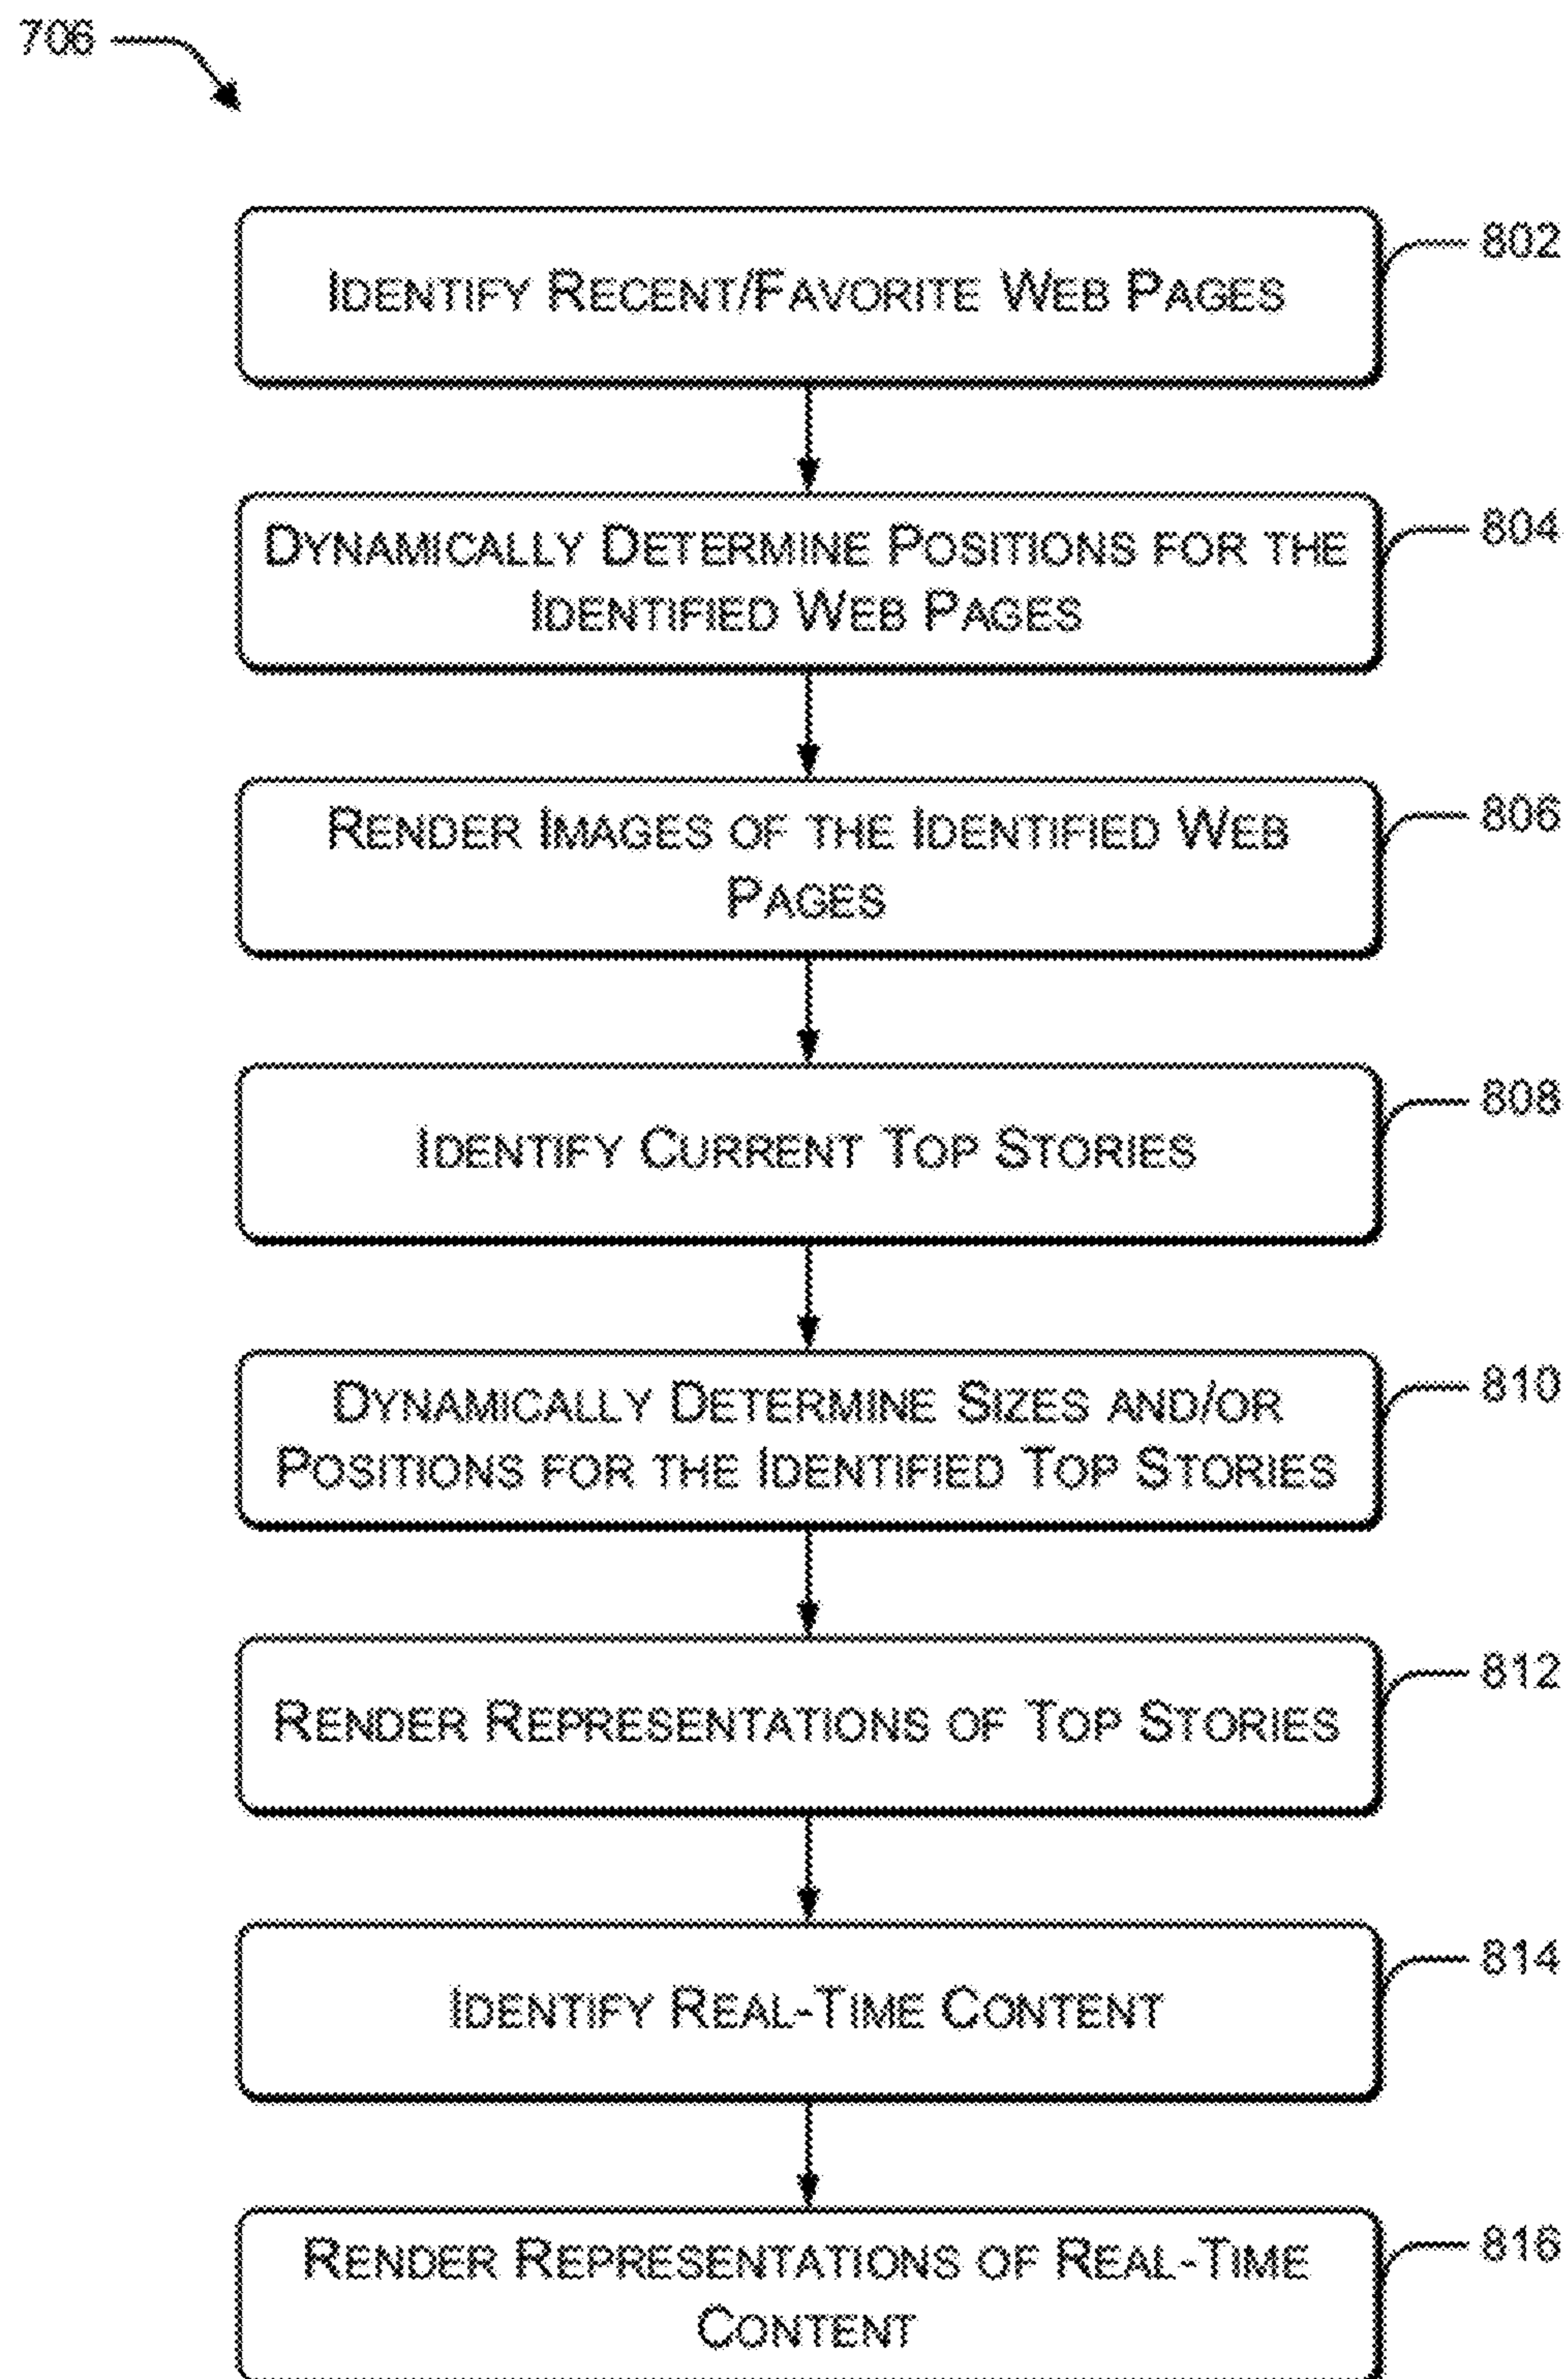 706
IDENTIFY RECENT/FAVORITE WEB PAGES
802
DYNAMICALLY DETERMINE POSITIONS FOR THE
IDENTIFIED WEB PAGES
804
RENDER IMAGES OF THE IDENTIFIED WEB
PAGES
806
IDENTIFY CURRENT TOP STORIES
808
DYNAMICALLY DETERMINE SIZES AND/OR
POSITIONS FOR THE IDENTIFIED TOP STORIES
810
RENDER REPRESENTATIONS OF TOP STORIES
812
IDENTIFY REAL-TIME CONTENT
814
RENDER REPRESENTATIONS OF REAL-TIME
CONTENT
816